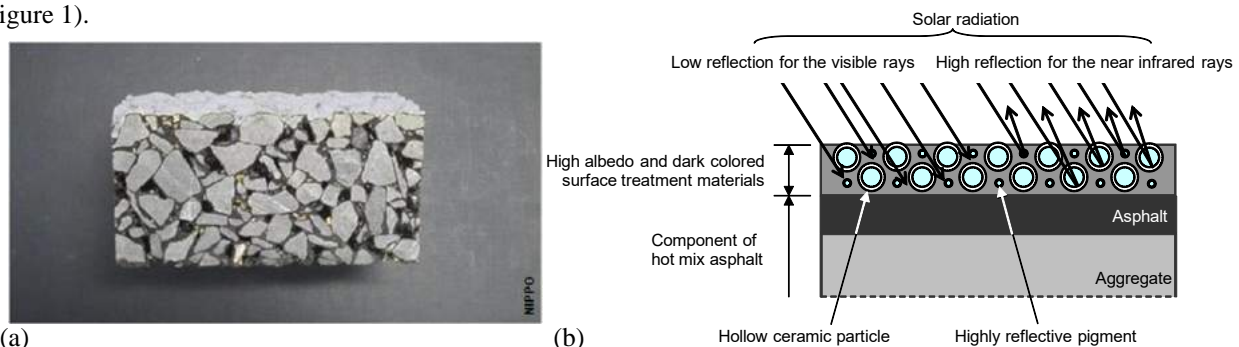 igure 1).
Solar radiation
Low reflection for the visible rays
High reflection for the near infrared rays
High albedo and dark colored
surface treatment materials
Asphalt
Component of
hot mix asphalt
Aggregate
NIPPO
Hollow ceramic particle
Highly reflective pigment
(a)
(b)